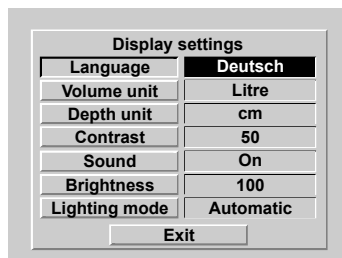 Display settings
Language Deutsch
Volume unit Litre
Depth unit cm
Contrast 50
Sound On
Brightness 100
Lighting mode Automatic
Exit